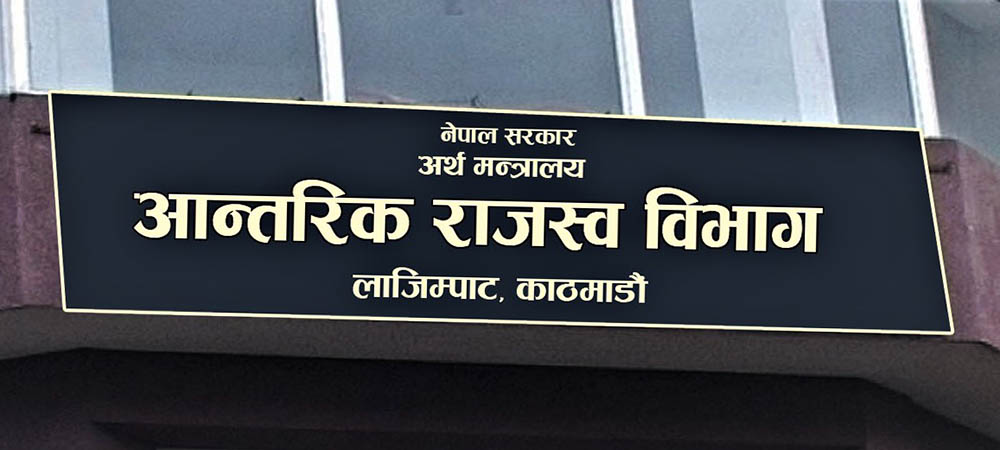 नेपाल सरकार
अर्थ मन्त्रालय
आन्तरिक राजस्व विभाग
लाजिम्पाट, काठमाडौं